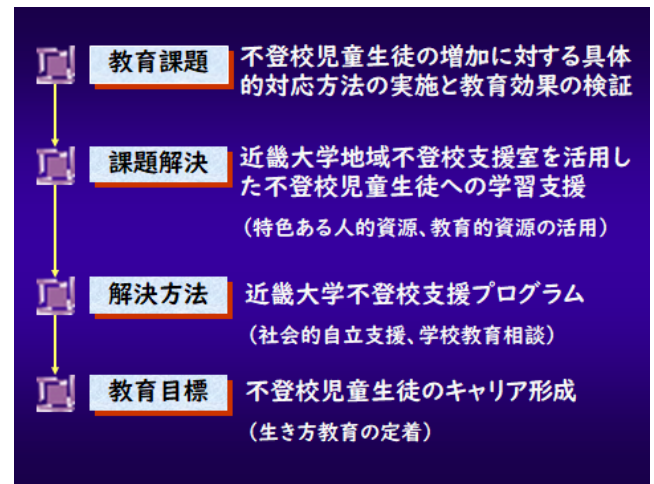 教育課題
不登校児童生徒の増加に対する具体
的対応方法の実施と教育効果の検証
課題解決
近畿大学地域不登校支援室を活用し
た不登校児童生徒への学習支援
（特色ある人的資源、教育的資源の活用）
解決方法
近畿大学不登校支援プログラム
（社会的自立支援、学校教育相談）
教育目標
不登校児童生徒のキャリア形成
（生き方教育の定着）